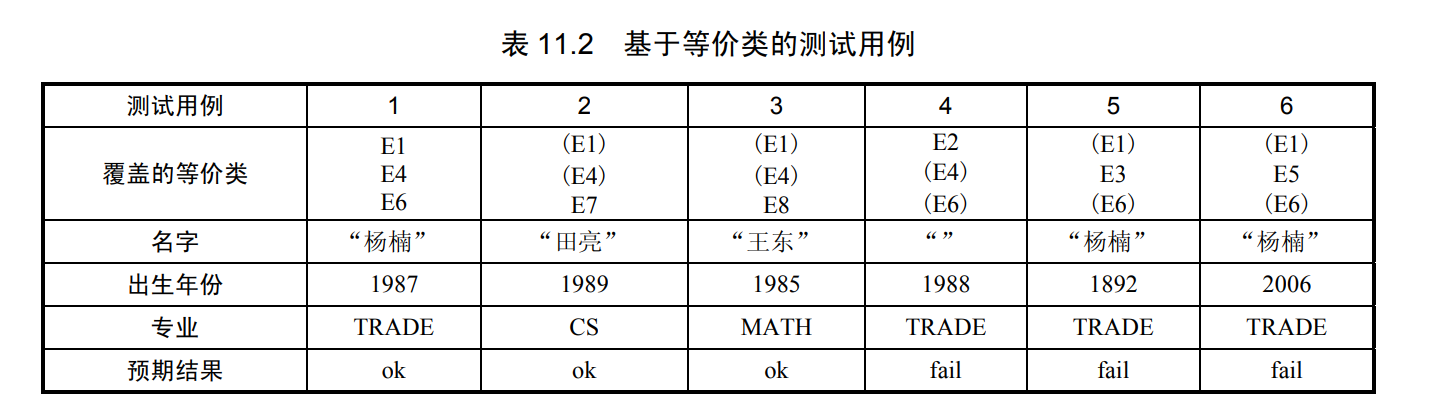 表 11.2 基于等价类的测试用例
测试用例 1 2 3 4 5 6
覆盖的等价类
E1 (E1) (E1) E2 (E1) (E1)
E4 (E4) (E4) (E4) E3 E5
E6 E7 E8 (E6) (E6) (E6)
名字 “杨楠” “田亮” “王东” “” “杨楠” “杨楠”
出生年份 1987 1989 1985 1988 1892 2006
专业 TRADE CS MATH TRADE TRADE TRADE
预期结果 ok ok ok fail fail fail